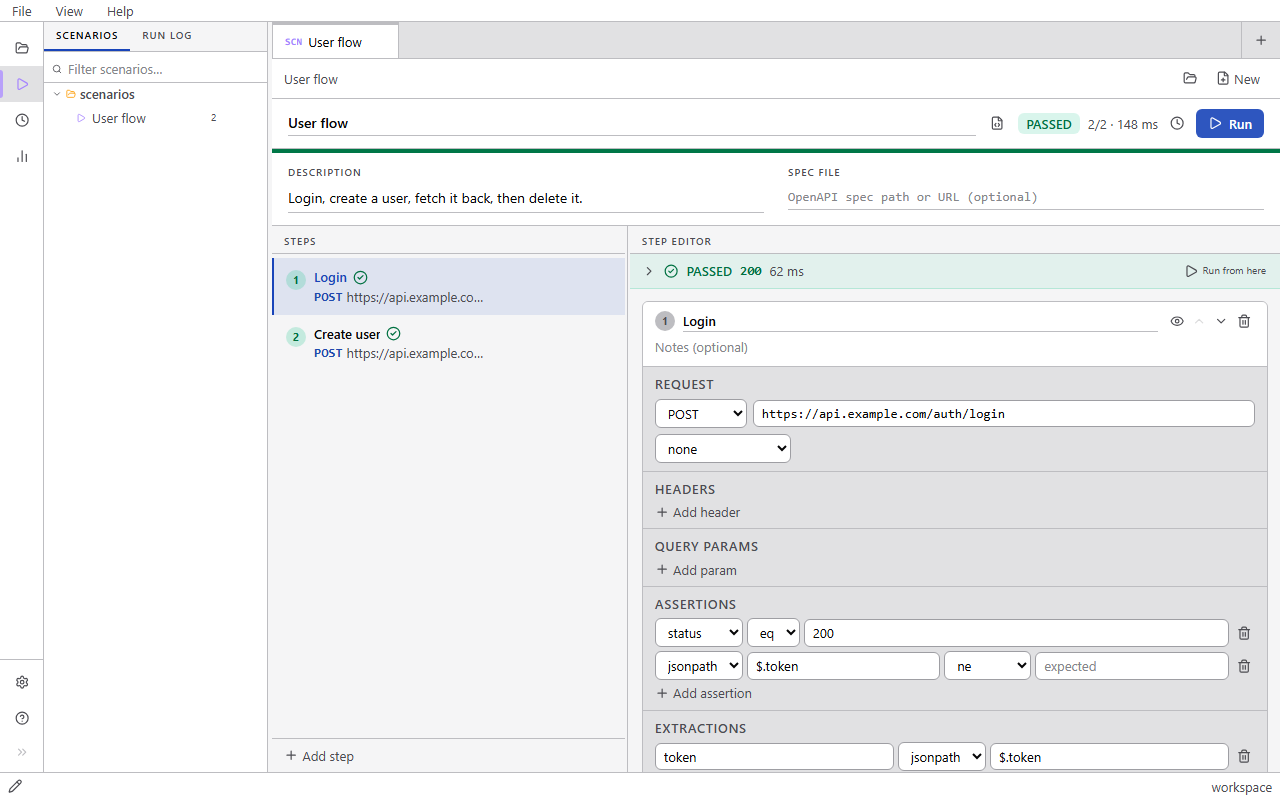 File View Help
SCENARIOS RUN LOG
Filter scenarios...
scenarios
User flow 2
SCN User flow
User flow
New
User flow
PASSED 2/2 · 148 ms
Run
DESCRIPTION
Login, create a user, fetch it back, then delete it.
SPEC FILE
OpenAPI spec path or URL (optional)
STEPS
1 Login
POST https://api.example.co...
2 Create user
POST https://api.example.co...
Add step
STEP EDITOR
PASSED 200 62 ms
Run from here
1 Login
Notes (optional)
REQUEST
POST https://api.example.com/auth/login
none
HEADERS
Add header
QUERY PARAMS
Add param
ASSERTIONS
status eq 200
jsonpath $.token ne expected
Add assertion
EXTRACTIONS
token jsonpath $.token
workspace